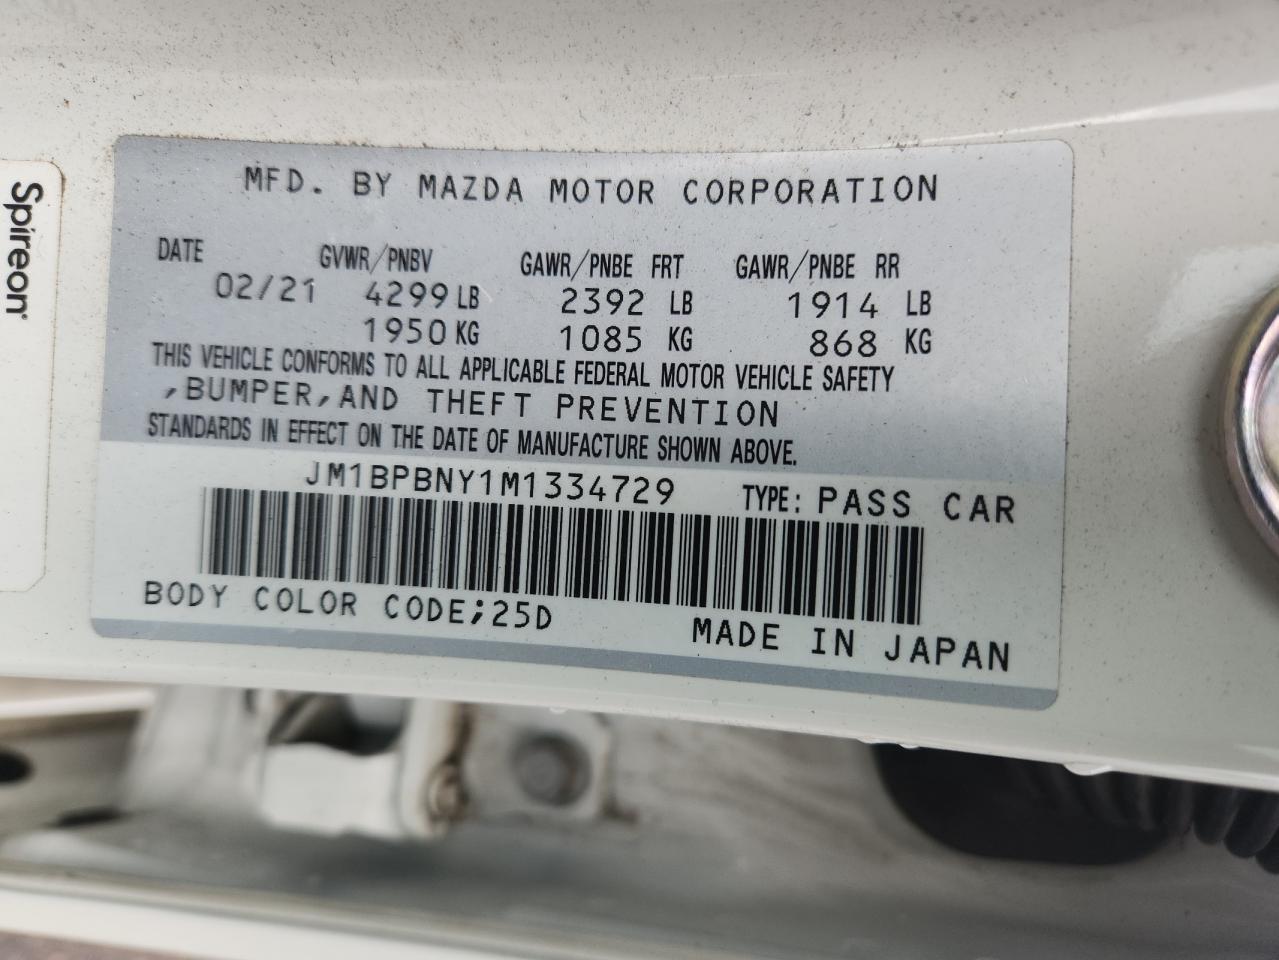 Spireon
MFD. BY MAZDA MOTOR CORPORATION
DATE GVWR/PNBV GAWR/PNBE FRT GAWR/PNBE RR
02/21 4299 LB 2392 LB 1914 LB
1950 KG 1085 KG 868 KG
THIS VEHICLE CONFORMS TO ALL APPLICABLE FEDERAL MOTOR VEHICLE SAFETY
,BUMPER,AND THEFT PREVENTION
STANDARDS IN EFFECT ON THE DATE OF MANUFACTURE SHOWN ABOVE.
JM1BPBNY1M1334729 TYPE: PASS CAR
BODY COLOR CODE;25D
MADE IN JAPAN